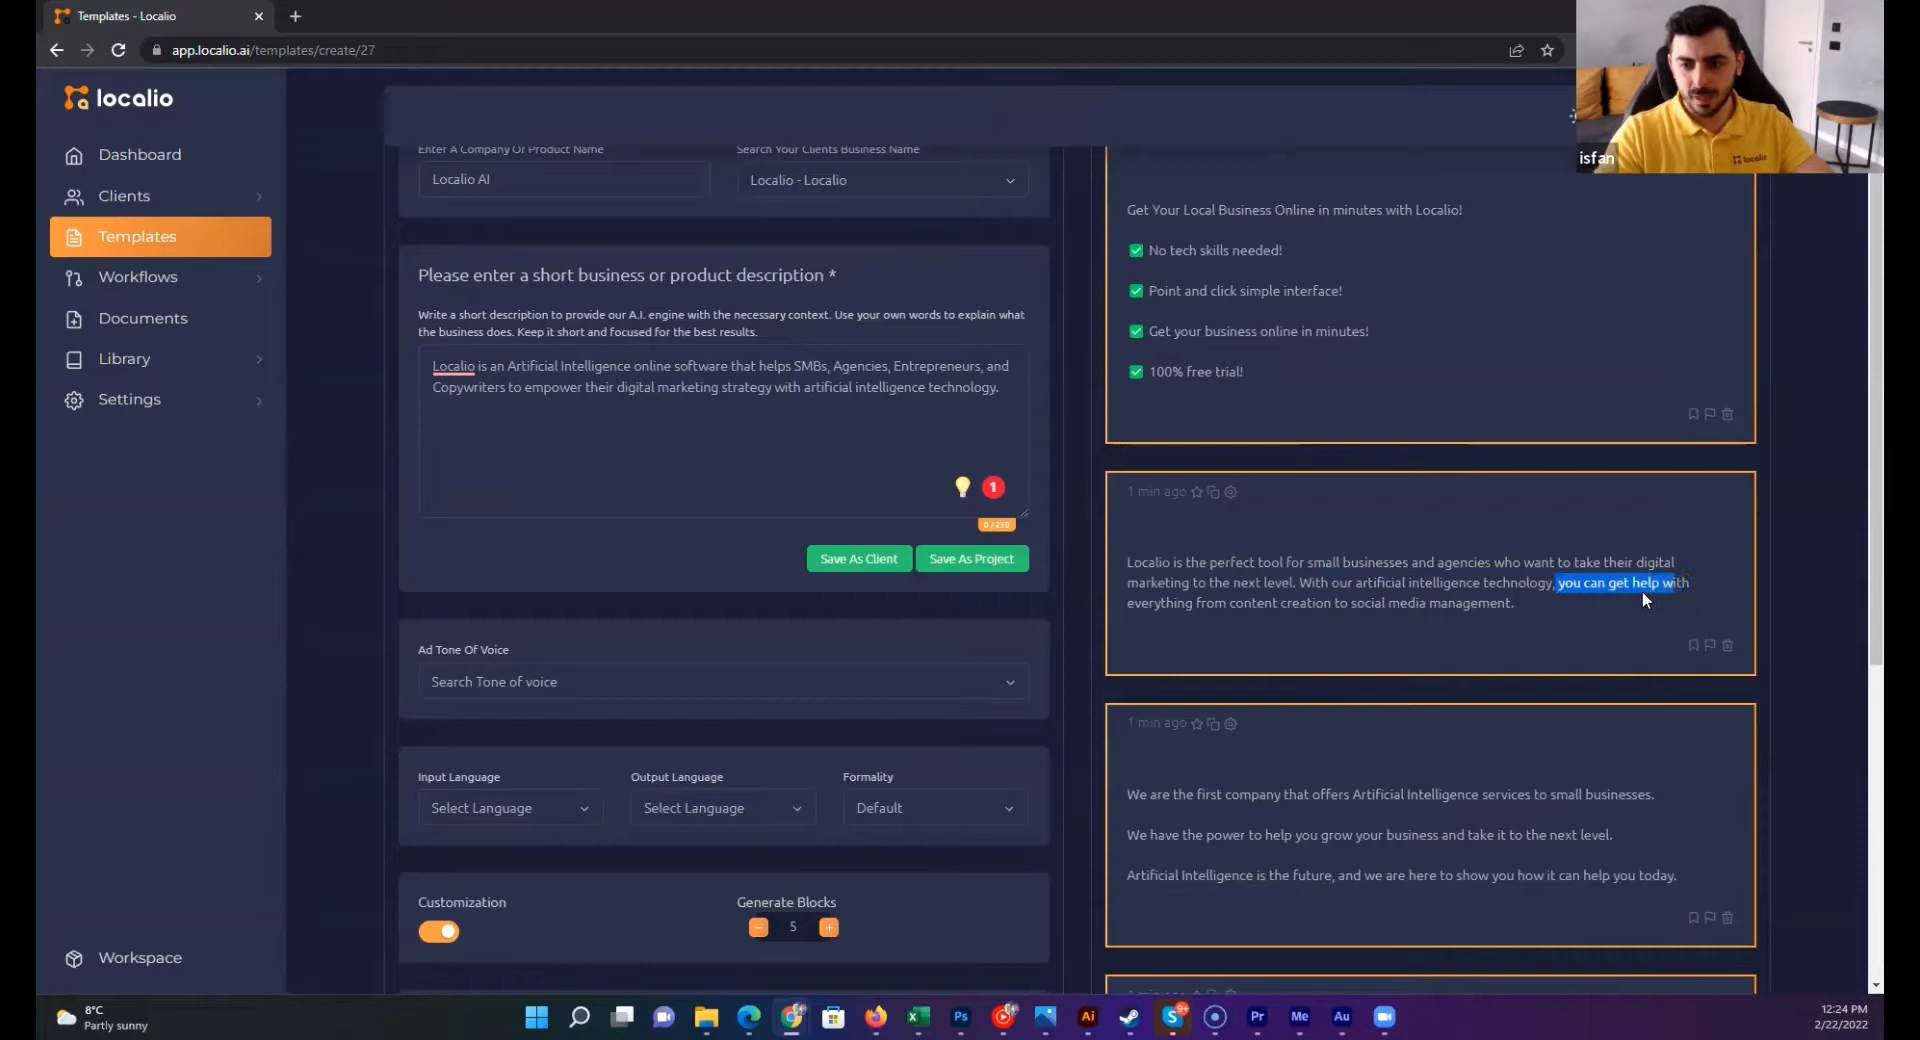 Templates - Localio
app.localio.ai/templates/create/27
localio
isfan
localio
Dashboard
Clients
Templates
Workflows
Documents
Library
Settings
Workspace
Enter A Company Or Product Name
Search Your Clients Business Name
Localio AI
Localio - Localio
Please enter a short business or product description *
Write a short description to provide our A.I. engine with the necessary context. Use your own words to explain what
the business does. Keep it short and focused for the best results.
Localio is an Artificial Intelligence online software that helps SMBs, Agencies, Entrepreneurs, and
Copywriters to empower their digital marketing strategy with artificial intelligence technology.
1
0 / 250
Save As Client
Save As Project
Ad Tone Of Voice
Search Tone of voice
Input Language
Output Language
Formality
Select Language
Select Language
Default
Customization
Generate Blocks
- 5 +
Get Your Local Business Online in minutes with Localio!
No tech skills needed!
Point and click simple interface!
Get your business online in minutes!
100% free trial!
1 min ago
Localio is the perfect tool for small businesses and agencies who want to take their digital
marketing to the next level. With our artificial intelligence technology, you can get help with
everything from content creation to social media management.
1 min ago
We are the first company that offers Artificial Intelligence services to small businesses.
We have the power to help you grow your business and take it to the next level.
Artificial Intelligence is the future, and we are here to show you how it can help you today.
8°C
Partly sunny
Ps
Ai
S
9+
Pr
Me
Au
12:24 PM
2/22/2022